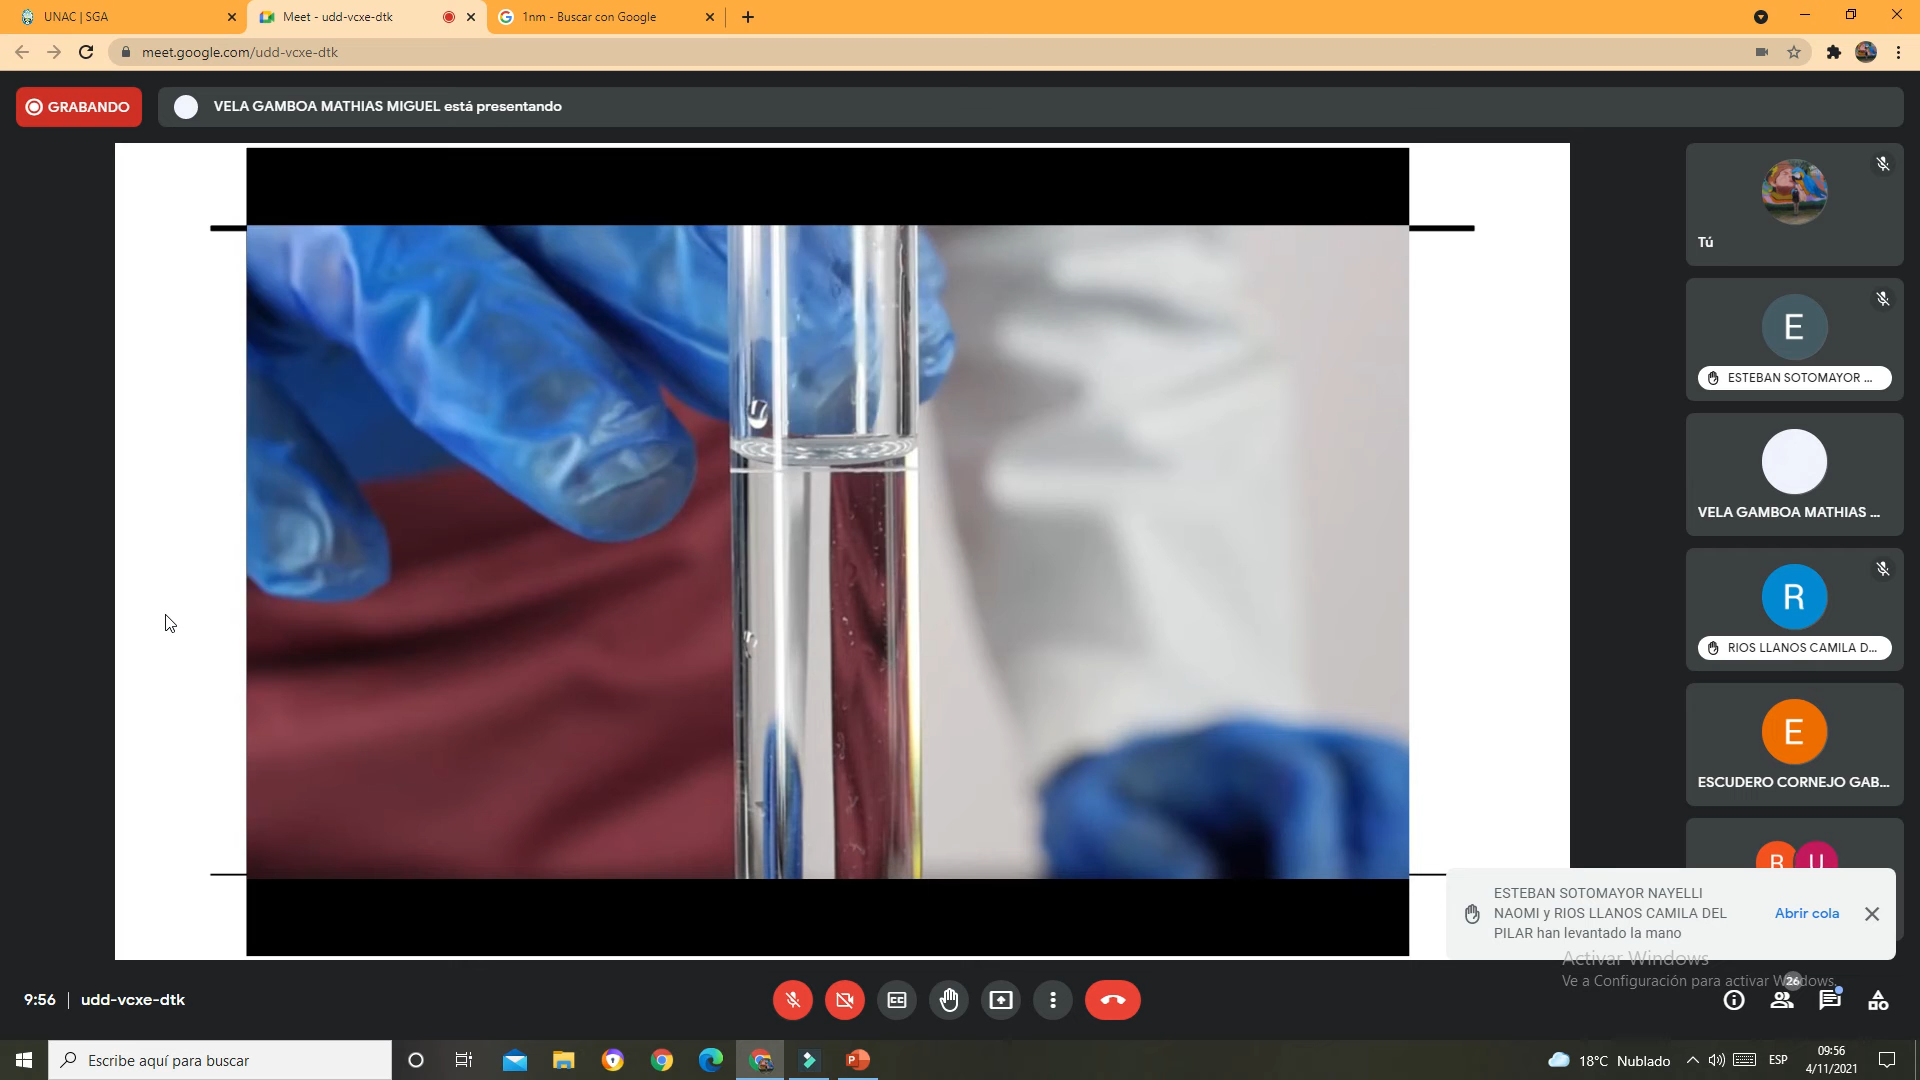 UNAC | SGA
Meet - udd-vcxe-dtk
1nm - Buscar con Google
meet.google.com/udd-vcxe-dtk
GRABANDO
VELA GAMBOA MATHIAS MIGUEL está presentando
Tú
E
ESTEBAN SOTOMAYOR ...
VELA GAMBOA MATHIAS ...
R
RIOS LLANOS CAMILA D...
E
ESCUDERO CORNEJO GAB...
R U
ESTEBAN SOTOMAYOR NAYELLI
NAOMI y RIOS LLANOS CAMILA DEL
PILAR han levantado la mano
Abrir cola
Activar Windows
Ve a Configuración para activar Windows.
26
9:56
udd-vcxe-dtk
Escribe aquí para buscar
18°C Nublado
ESP
09:56
4/11/2021